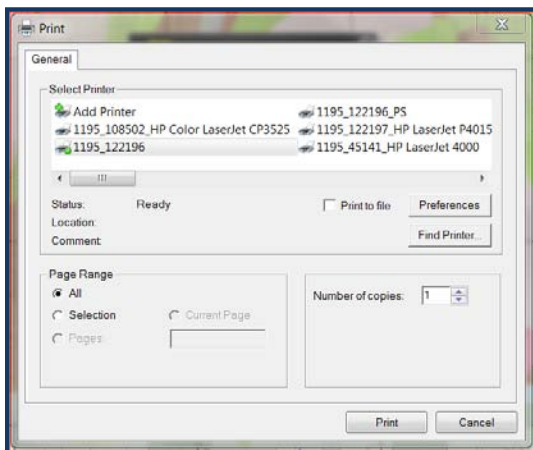 Print
General
Select Printer
Add Printer
1195_122196_PS
1195_108502_HP Color LaserJet CP3525
1195_122197_HP LaserJet P4015
1195_122196
1195_45141_HP LaserJet 4000
Status: Ready
Print to file
Preferences
Location:
Comment:
Find Printer...
Page Range
All
Number of copies: 1
Selection
Current Page
Pages:
Print
Cancel